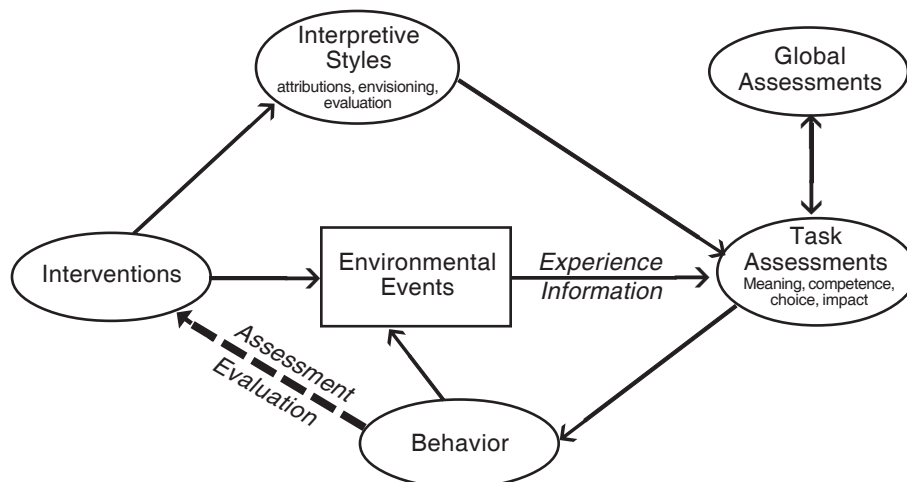 Interpretive
Styles
attributions, envisioning,
evaluation
Global
Assessments
Interventions
Environmental
Events
Experience
Information
Task
Assessments
Meaning, competence,
choice, impact
Assessment
Evaluation
Behavior